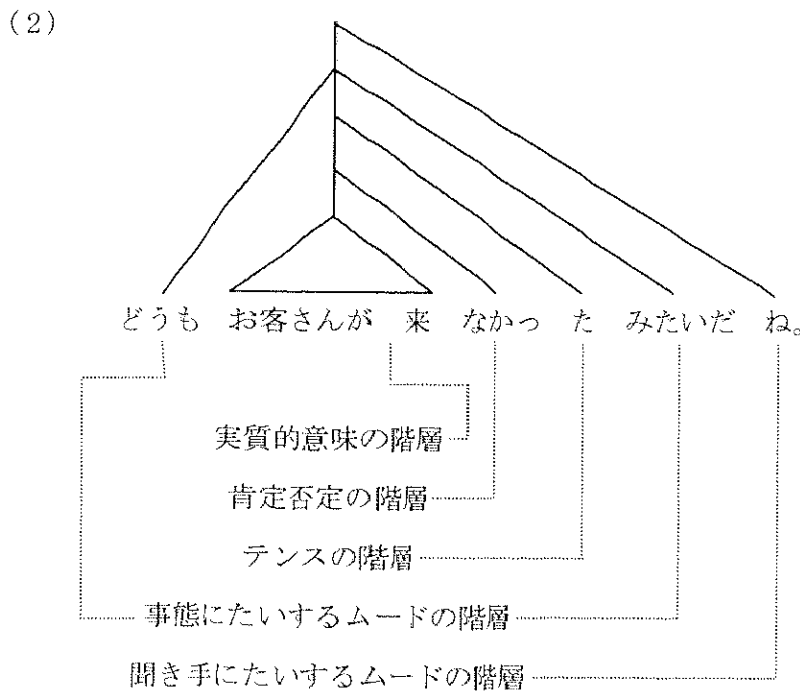 (2)
どうも お客さんが 来 なかっ た みたいだ ね。
実質的意味の階層
肯定否定の階層
テンスの階層
事態にたいするムードの階層
聞き手にたいするムードの階層